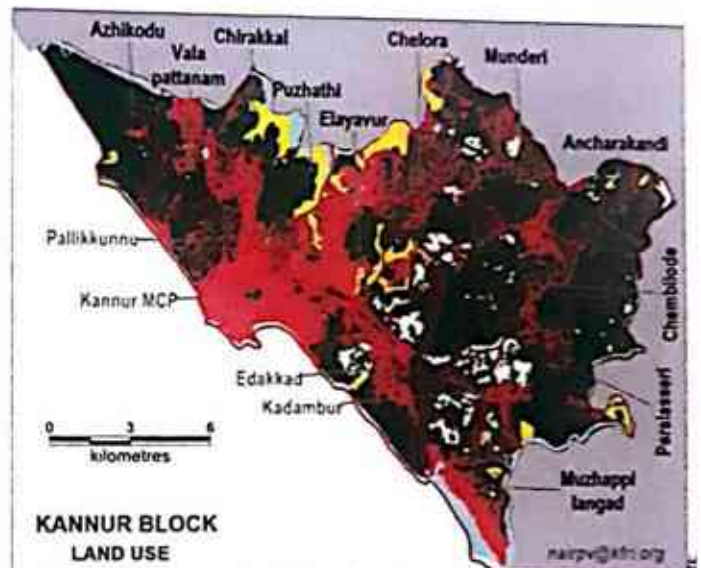 Azhikodu
Vala
pattanam
Chirakkal
Puzhathi
Elayavur
Chelora
Munderi
Ancharakandi
Pallikkunnu
Kannur MCP
Chembilode
Edakkad
Kadambur
Peralasseri
0 3 6
kilometres
Muzhappi
langad
KANNUR BLOCK
LAND USE
nairpv@kfri.org